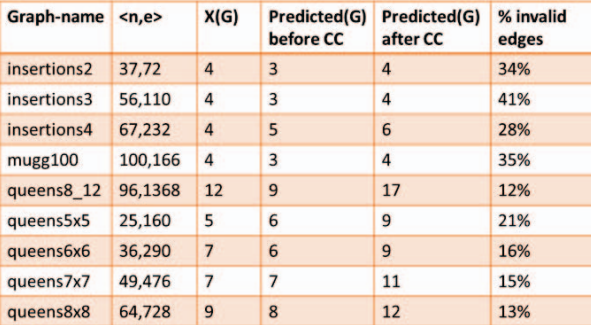 Graph-name <n,e> X(G) Predicted(G) before CC Predicted(G) after CC % invalid edges
insertions2 37,72 4 3 4 34%
insertions3 56,110 4 3 4 41%
insertions4 67,232 4 5 6 28%
mugg100 100,166 4 3 4 35%
queens8_12 96,1368 12 9 17 12%
queens5x5 25,160 5 6 9 21%
queens6x6 36,290 7 6 9 16%
queens7x7 49,476 7 7 11 15%
queens8x8 64,728 9 8 12 13%